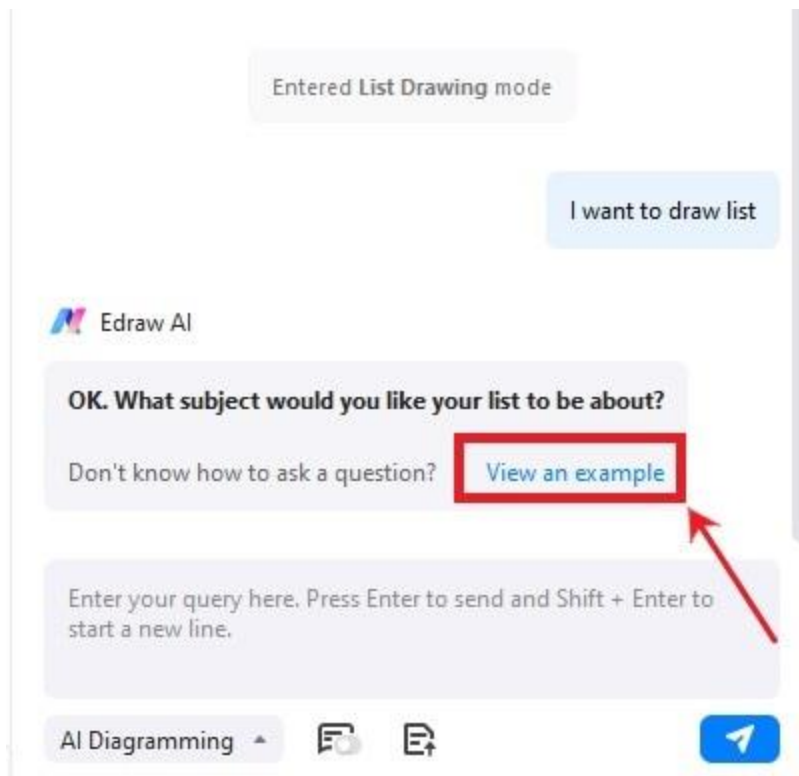 Entered List Drawing mode
I want to draw list
Edraw AI
OK. What subject would you like your list to be about?
Don't know how to ask a question? View an example
Enter your query here. Press Enter to send and Shift + Enter to
start a new line.
AI Diagramming